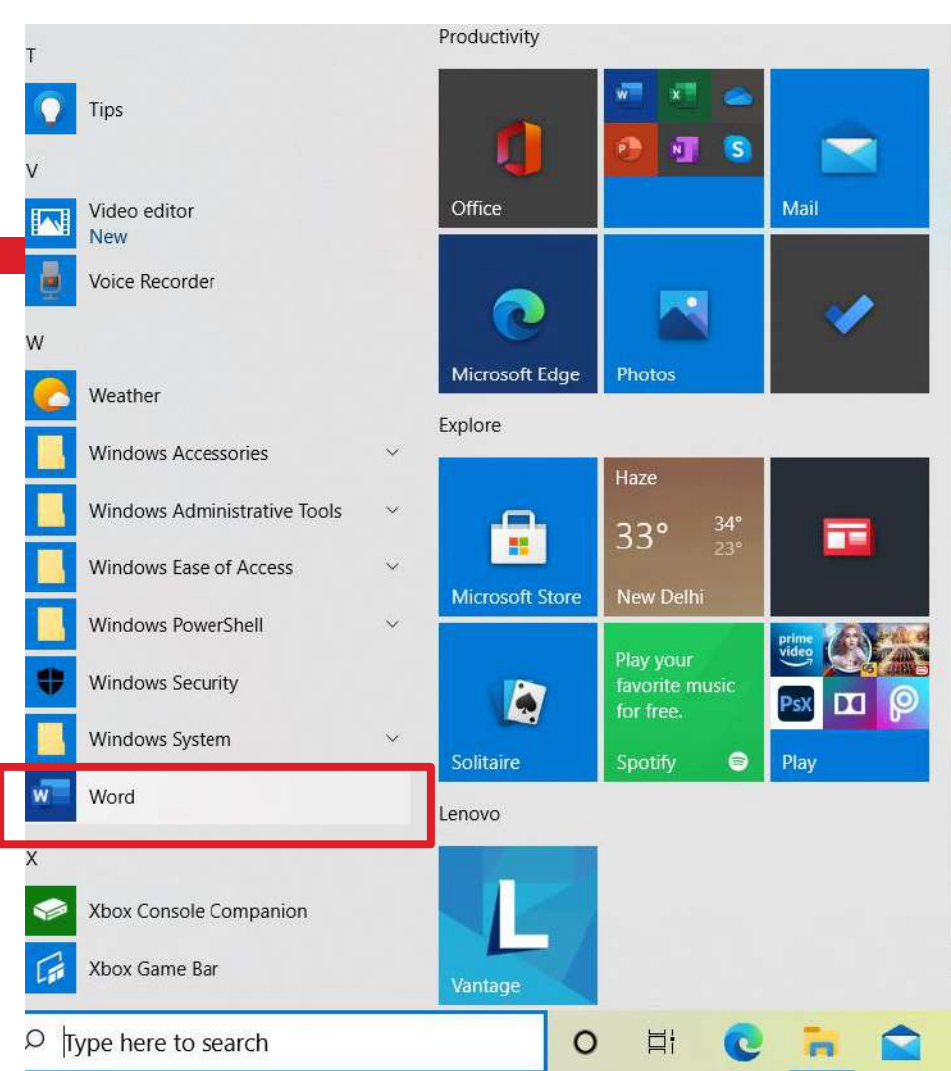 T
Tips
V
Video editor
New
Voice Recorder
W
Weather
Windows Accessories
Windows Administrative Tools
Windows Ease of Access
Windows PowerShell
Windows Security
Windows System
W
Word
X
Xbox Console Companion
Xbox Game Bar
Productivity
Office
W
X
P
N
S
Mail
Microsoft Edge
Photos
Explore
Microsoft Store
Haze
33°
34°
23°
New Delhi
Solitaire
Play your
favorite music
for free.
Spotify
prime
video
PsX
Play
Lenovo
L
Vantage
Type here to search